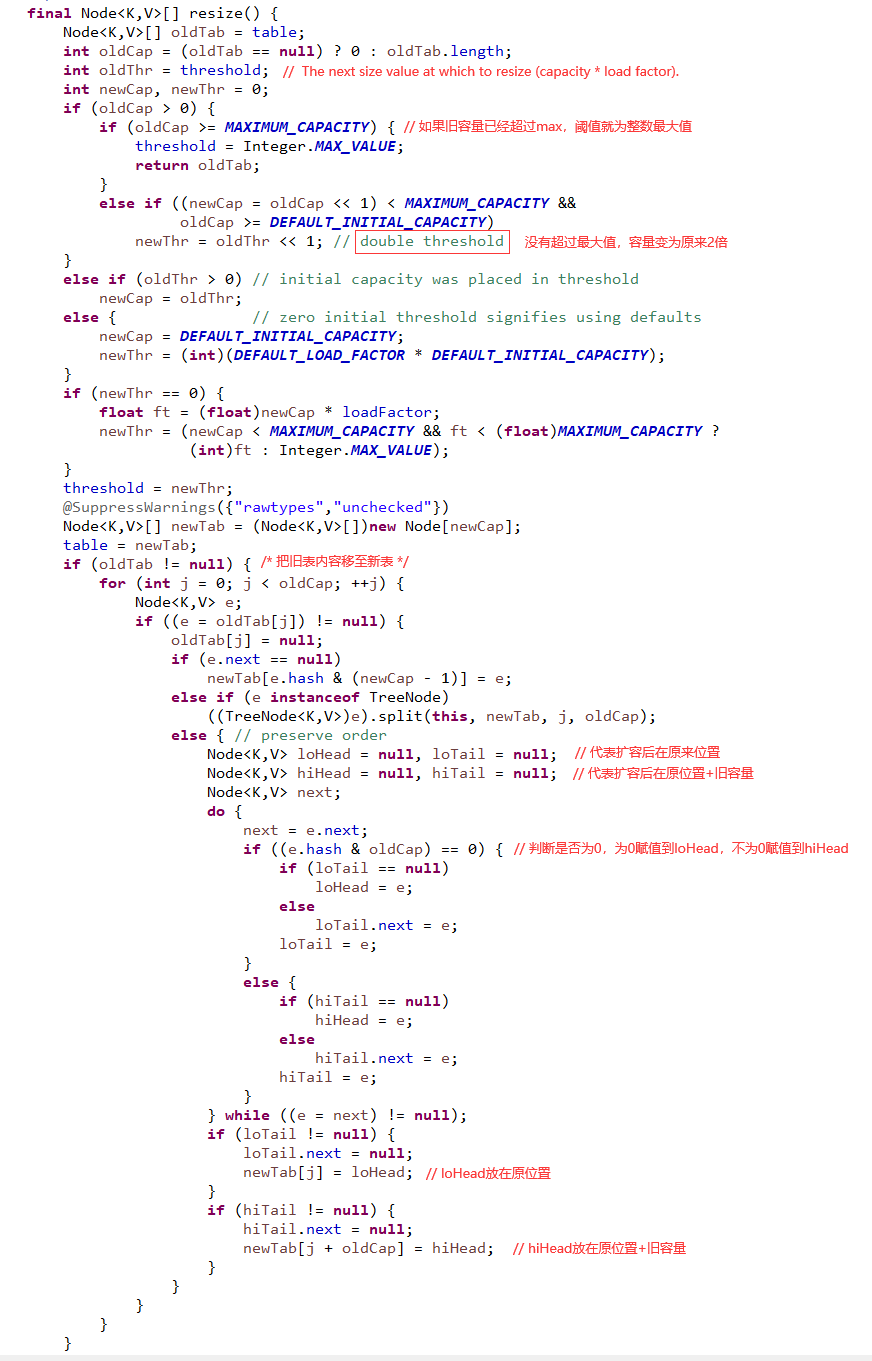 final Node<K,V>[] resize() {
Node<K,V>[] oldTab = table;
int oldCap = (oldTab == null) ? 0 : oldTab.length;
int oldThr = threshold; // The next size value at which to resize (capacity * load factor).
int newCap, newThr = 0;
if (oldCap > 0) {
if (oldCap >= MAXIMUM_CAPACITY) { // 如果旧容量已经超过max，阈值就为整数最大值
threshold = Integer.MAX_VALUE;
return oldTab;
}
else if ((newCap = oldCap << 1) < MAXIMUM_CAPACITY &&
oldCap >= DEFAULT_INITIAL_CAPACITY)
newThr = oldThr << 1; // double threshold 没有超过最大值，容量变为原来2倍
}
else if (oldThr > 0) // initial capacity was placed in threshold
newCap = oldThr;
else { // zero initial threshold signifies using defaults
newCap = DEFAULT_INITIAL_CAPACITY;
newThr = (int)(DEFAULT_LOAD_FACTOR * DEFAULT_INITIAL_CAPACITY);
}
if (newThr == 0) {
float ft = (float)newCap * loadFactor;
newThr = (newCap < MAXIMUM_CAPACITY && ft < (float)MAXIMUM_CAPACITY ?
(int)ft : Integer.MAX_VALUE);
}
threshold = newThr;
@SuppressWarnings({"rawtypes","unchecked"})
Node<K,V>[] newTab = (Node<K,V>[])new Node[newCap];
table = newTab;
if (oldTab != null) { /* 把旧表内容移至新表 */
for (int j = 0; j < oldCap; ++j) {
Node<K,V> e;
if ((e = oldTab[j]) != null) {
oldTab[j] = null;
if (e.next == null)
newTab[e.hash & (newCap - 1)] = e;
else if (e instanceof TreeNode)
((TreeNode<K,V>)e).split(this, newTab, j, oldCap);
else { // preserve order
Node<K,V> loHead = null, loTail = null; // 代表扩容后在原来位置
Node<K,V> hiHead = null, hiTail = null; // 代表扩容后在原位置+旧容量
Node<K,V> next;
do {
next = e.next;
if ((e.hash & oldCap) == 0) { // 判断是否为0，为0赋值到loHead，不为0赋值到hiHead
if (loTail == null)
loHead = e;
else
loTail.next = e;
loTail = e;
}
else {
if (hiTail == null)
hiHead = e;
else
hiTail.next = e;
hiTail = e;
}
} while ((e = next) != null);
if (loTail != null) {
loTail.next = null;
newTab[j] = loHead; // loHead放在原位置
}
if (hiTail != null) {
hiTail.next = null;
newTab[j + oldCap] = hiHead; // hiHead放在原位置+旧容量
}
}
}
}
}